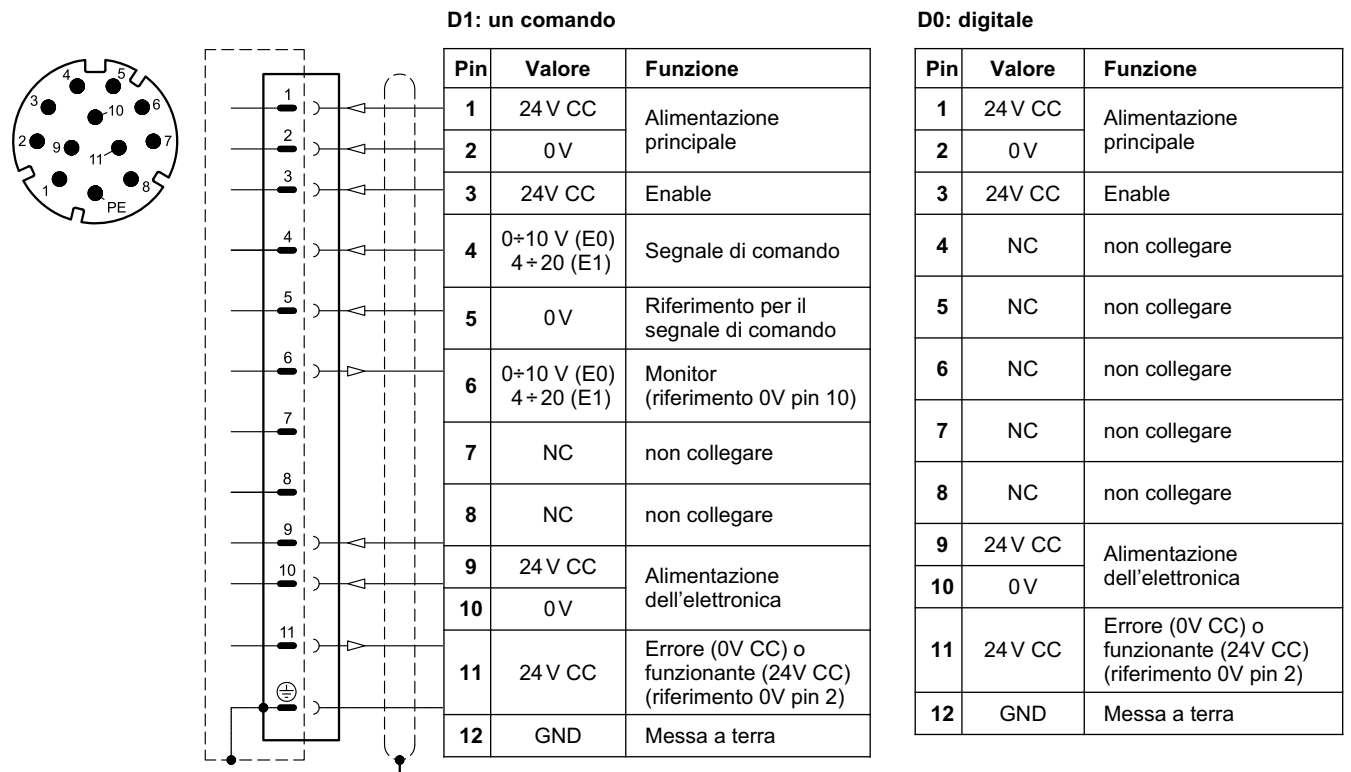 D1: un comando
D0: digitale
4 5
3 10 6
2 9 11 7
1 8
PE
1
2
3
4
5
6
7
8
9
10
11
Pin Valore Funzione
1 24 V CC Alimentazione principale
2 0 V
3 24V CC Enable
4 0÷10 V (E0) 4÷20 (E1) Segnale di comando
5 0 V Riferimento per il segnale di comando
6 0÷10 V (E0) 4÷20 (E1) Monitor (riferimento 0V pin 10)
7 NC non collegare
8 NC non collegare
9 24 V CC Alimentazione dell'elettronica
10 0 V
11 24 V CC Errore (0V CC) o funzionante (24V CC) (riferimento 0V pin 2)
12 GND Messa a terra
Pin Valore Funzione
1 24 V CC Alimentazione principale
2 0 V
3 24V CC Enable
4 NC non collegare
5 NC non collegare
6 NC non collegare
7 NC non collegare
8 NC non collegare
9 24 V CC Alimentazione dell'elettronica
10 0 V
11 24 V CC Errore (0V CC) o funzionante (24V CC) (riferimento 0V pin 2)
12 GND Messa a terra